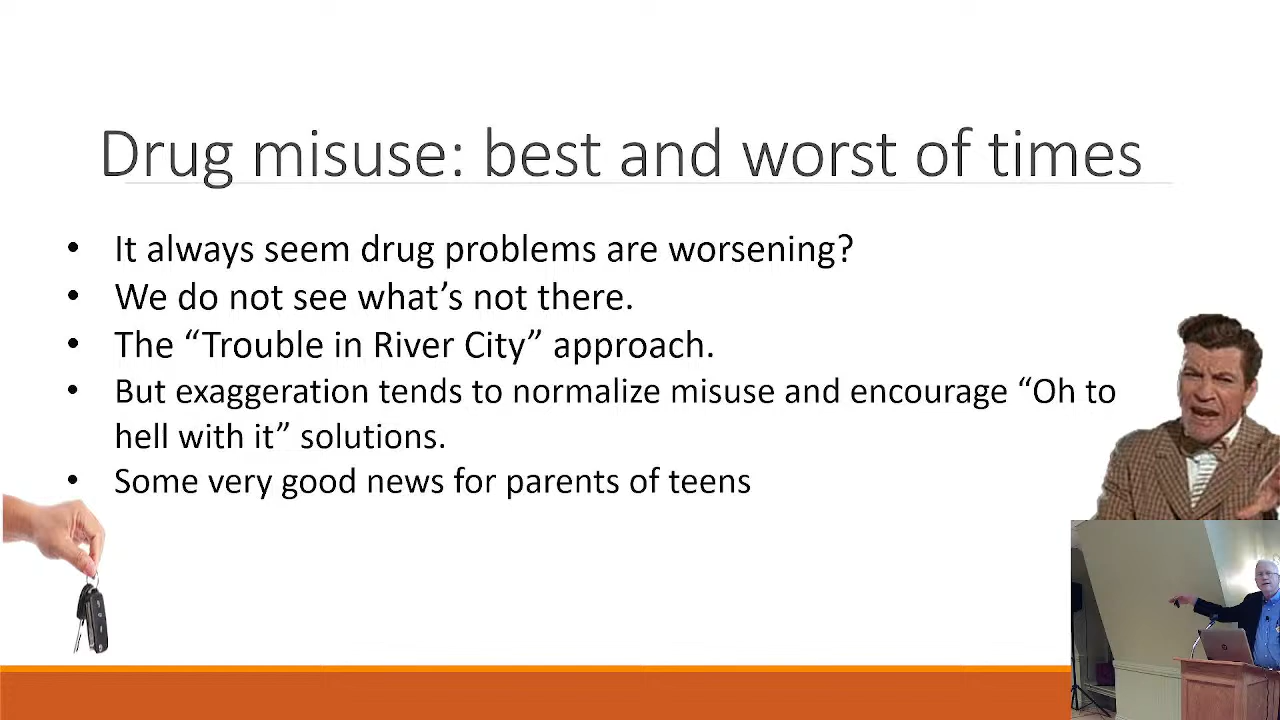 Drug misuse: best and worst of times
• It always seem drug problems are worsening?
• We do not see what’s not there.
• The “Trouble in River City” approach.
• But exaggeration tends to normalize misuse and encourage “Oh to
hell with it” solutions.
• Some very good news for parents of teens